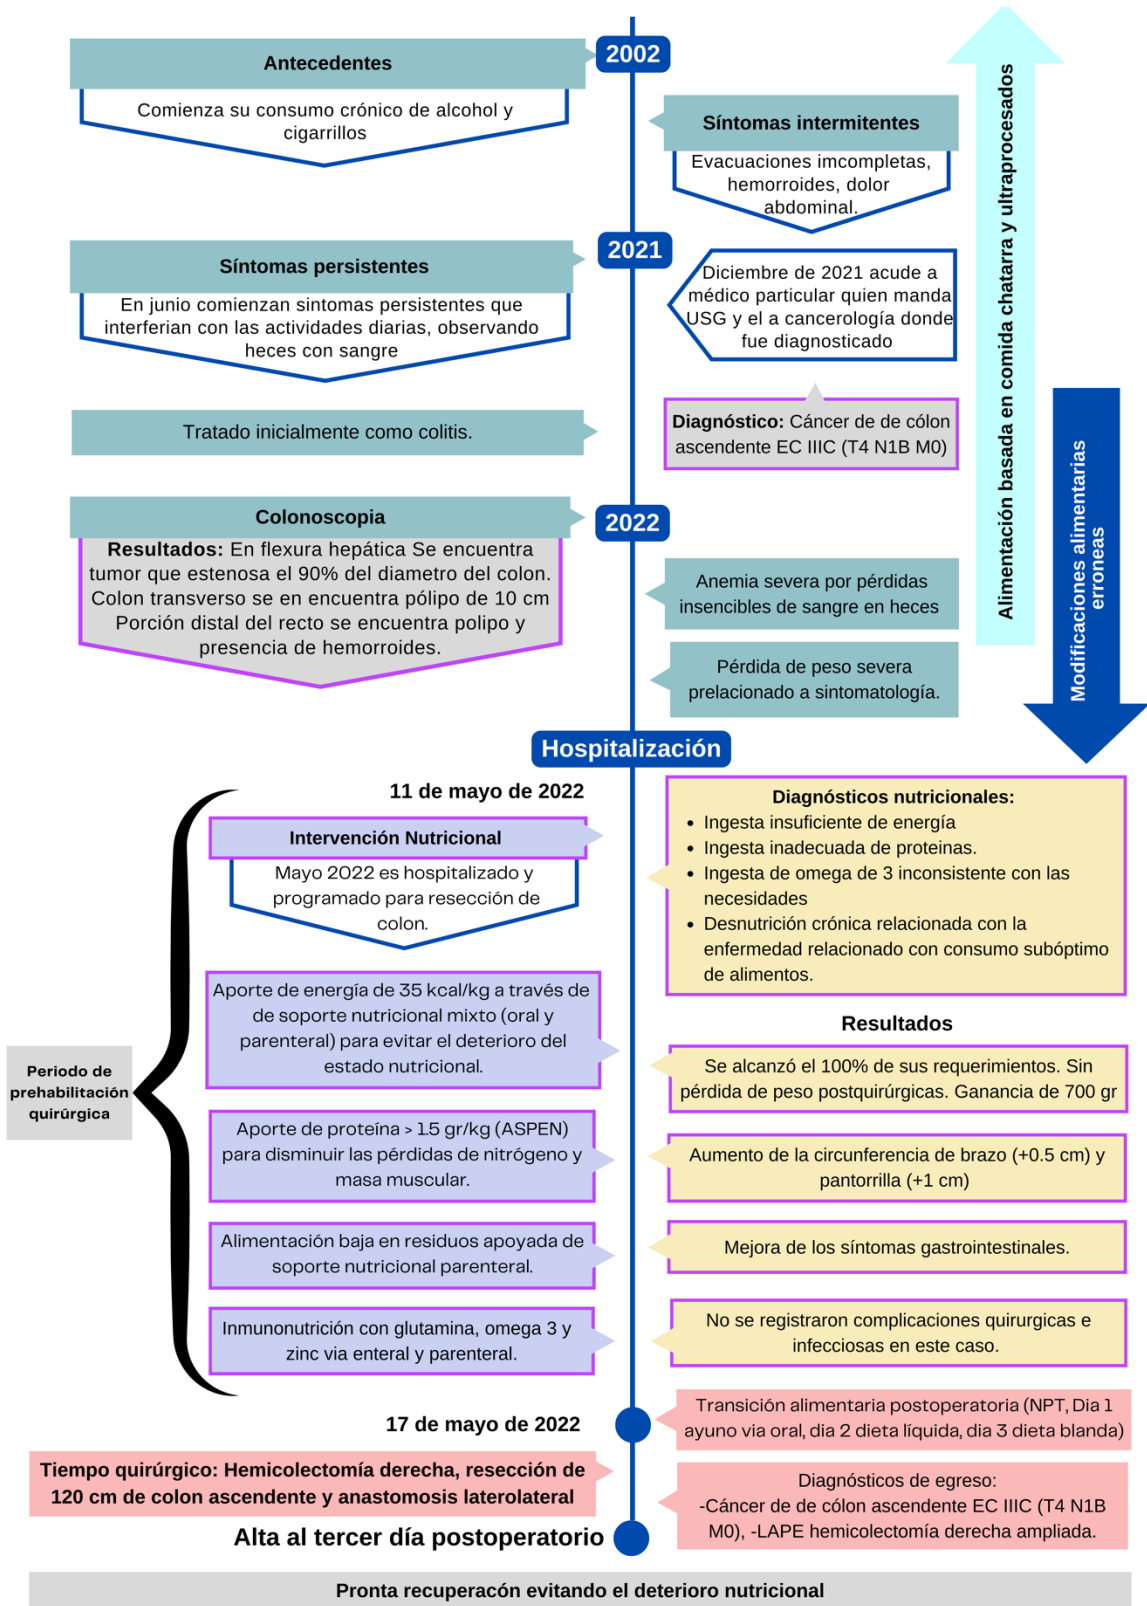 2002
Antecedentes
Comienza su consumo crónico de alcohol y
cigarrillos
Síntomas intermitentes
Evacuaciones imcompletas,
hemorroides, dolor
abdominal.
Alimentación basada en comida chatarra y ultraprocesados
2021
Síntomas persistentes
En junio comienzan sintomas persistentes que
interferian con las actividades diarias, observando
heces con sangre
Diciembre de 2021 acude a
médico particular quien manda
USG y el a cancerología donde
fue diagnosticado
Tratado inicialmente como colitis.
Diagnóstico: Cáncer de de cólon
ascendente EC IIIC (T4 N1B M0)
Modificaciones alimentarias
erroneas
2022
Colonoscopia
Resultados: En flexura hepática Se encuentra
tumor que estenosa el 90% del diametro del colon.
Colon transverso se en encuentra pólipo de 10 cm
Porción distal del recto se encuentra polipo y
presencia de hemorroides.
Anemia severa por pérdidas
insencibles de sangre en heces
Pérdida de peso severa
prelacionado a sintomatología.
Hospitalización
11 de mayo de 2022
Intervención Nutricional
Mayo 2022 es hospitalizado y
programado para resección de
colon.
Diagnósticos nutricionales:
• Ingesta insuficiente de energía
• Ingesta inadecuada de proteinas.
• Ingesta de omega de 3 inconsistente con las
necesidades
• Desnutrición crónica relacionada con la
enfermedad relacionado con consumo subóptimo
de alimentos.
Periodo de
prehabilitación
quirúrgica
Aporte de energía de 35 kcal/kg a través de
de soporte nutricional mixto (oral y
parenteral) para evitar el deterioro del
estado nutricional.
Resultados
Se alcanzó el 100% de sus requerimientos. Sin
pérdida de peso postquirúrgicas. Ganancia de 700 gr
Aporte de proteína > 1.5 gr/kg (ASPEN)
para disminuir las pérdidas de nitrógeno y
masa muscular.
Aumento de la circunferencia de brazo (+0.5 cm) y
pantorrilla (+1 cm)
Alimentación baja en residuos apoyada de
soporte nutricional parenteral.
Mejora de los síntomas gastrointestinales.
Inmunonutrición con glutamina, omega 3 y
zinc via enteral y parenteral.
No se registraron complicaciones quirurgicas e
infecciosas en este caso.
17 de mayo de 2022
Transición alimentaria postoperatoria (NPT, Dia 1
ayuno via oral, dia 2 dieta líquida, dia 3 dieta blanda)
Tiempo quirúrgico: Hemicolectomía derecha, resección de
120 cm de colon ascendente y anastomosis laterolateral
Diagnósticos de egreso:
-Cáncer de de cólon ascendente EC IIIC (T4 N1B
M0), -LAPE hemicolectomía derecha ampliada.
Alta al tercer día postoperatorio
Pronta recuperacón evitando el deterioro nutricional